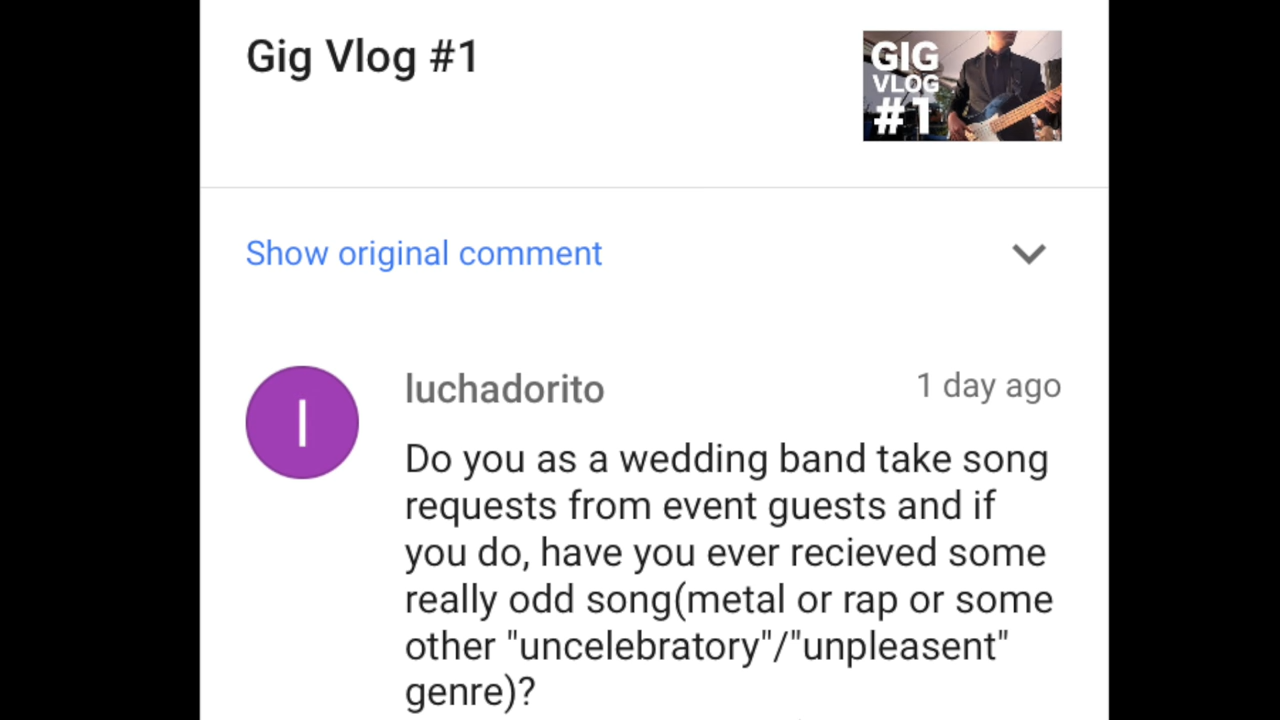 Gig Vlog #1
GIG
VLOG
#1
Show original comment
l
luchadorito
1 day ago
Do you as a wedding band take song
requests from event guests and if
you do, have you ever recieved some
really odd song(metal or rap or some
other "uncelebratory"/"unpleasent"
genre)?